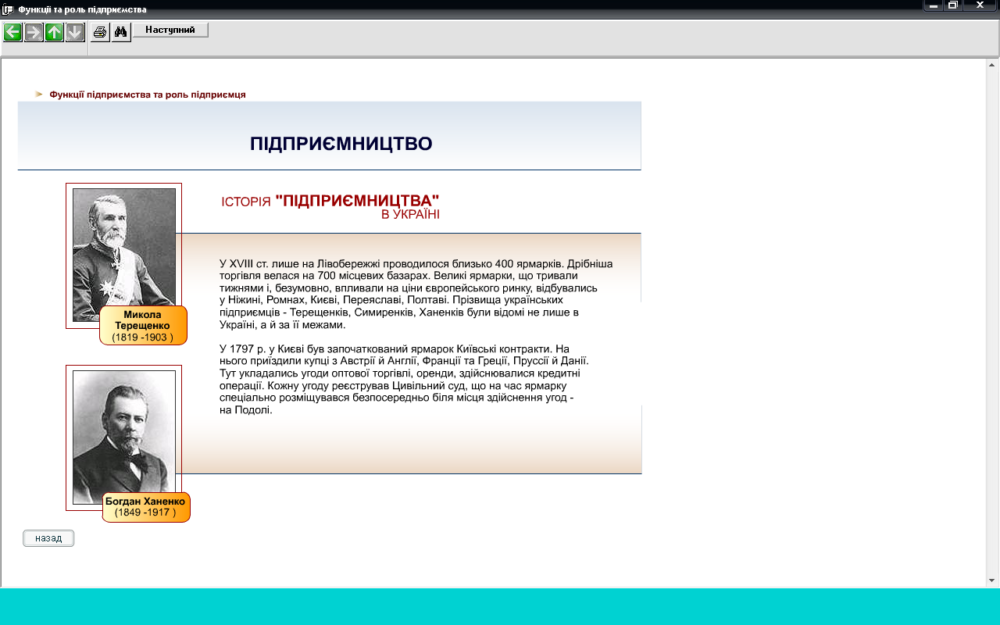 Функції та роль підприємства
Наступний
Функції підприємства та роль підприємця
ПІДПРИЄМНИЦТВО
ІСТОРІЯ "ПІДПРИЄМНИЦТВА"
В УКРАЇНІ
У XVIII ст. лише на Лівобережжі проводилося близько 400 ярмарків. Дрібніша
торгівля велася на 700 місцевих базарах. Великі ярмарки, що тривали
тижнями і, безумовно, впливали на ціни європейського ринку, відбувались
у Ніжині, Ромнах, Києві, Переяславі, Полтаві. Прізвища українських
підприємців - Терещенків, Симиренків, Ханенків були відомі не лише в
Україні, а й за її межами.
У 1797 р. у Києві був започаткований ярмарок Київські контракти. На
нього приїздили купці з Австрії й Англії, Франції та Греції, Пруссії й Данії.
Тут укладались угоди оптової торгівлі, оренди, здійснювалися кредитні
операції. Кожну угоду реєстрував Цивільний суд, що на час ярмарку
спеціально розміщувався безпосередньо біля місця здійснення угод -
на Подолі.
Микола
Терещенко
(1819 -1903 )
Богдан Ханенко
(1849 -1917 )
назад